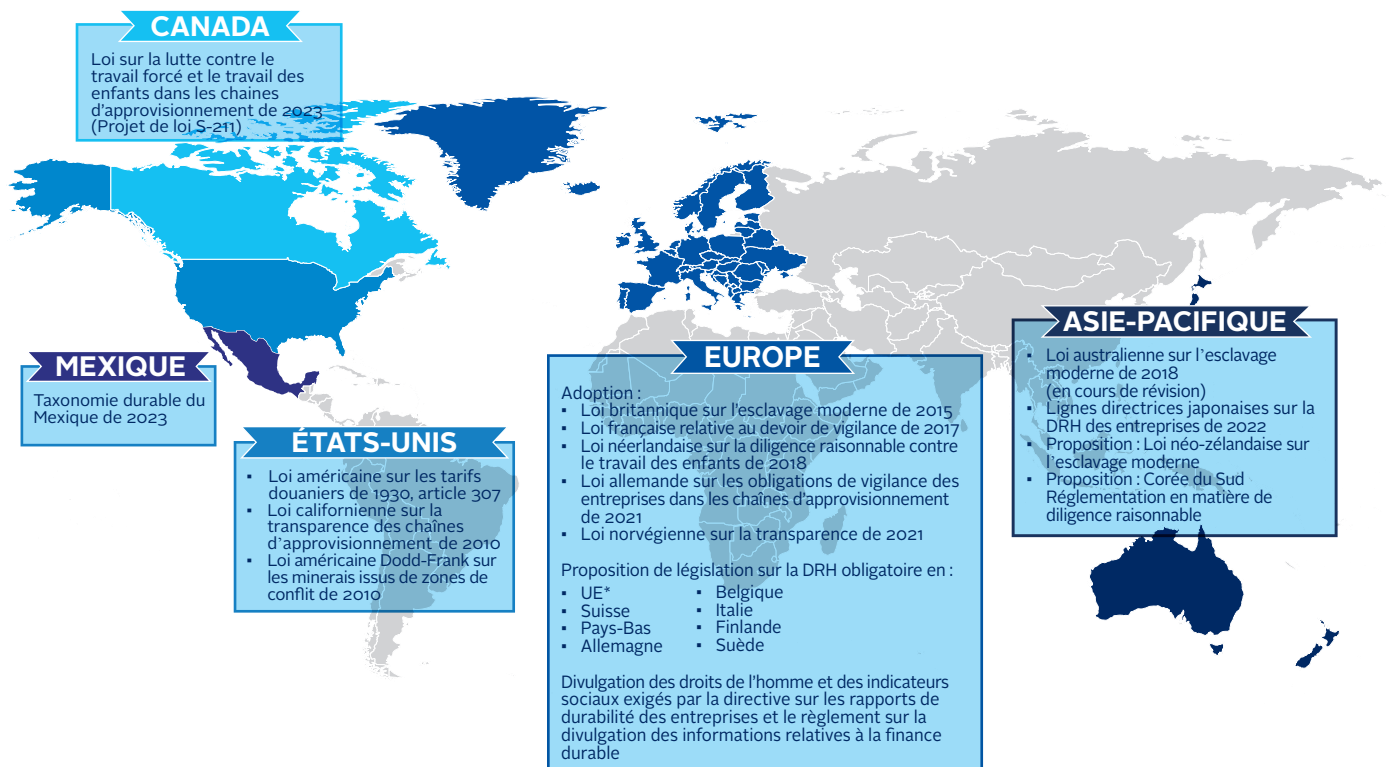 CANADA
Loi sur la lutte contre le
travail forcé et le travail des
enfants dans les chaines
d'approvisionnement de 2023
(Projet de loi S-211)
MEXIQUE
Taxonomie durable du
Mexique de 2023
ÉTATS-UNIS
▪ Loi américaine sur les tarifs
douaniers de 1930, article 307
▪ Loi californienne sur la
transparence des chaînes
d'approvisionnement de 2010
▪ Loi américaine Dodd-Frank sur
les minerais issus de zones de
conflit de 2010
EUROPE
Adoption :
▪ Loi britannique sur l'esclavage moderne de 2015
▪ Loi française relative au devoir de vigilance de 2017
▪ Loi néerlandaise sur la diligence raisonnable contre
le travail des enfants de 2018
▪ Loi allemande sur les obligations de vigilance des
entreprises dans les chaînes d'approvisionnement
de 2021
▪ Loi norvégienne sur la transparence de 2021
Proposition de législation sur la DRH obligatoire en :
▪ UE*
▪ Suisse
▪ Pays-Bas
▪ Allemagne
▪ Belgique
▪ Italie
▪ Finlande
▪ Suède
Divulgation des droits de l'homme et des indicateurs
sociaux exigés par la directive sur les rapports de
durabilité des entreprises et le règlement sur la
divulgation des informations relatives à la finance
durable
ASIE-PACIFIQUE
▪ Loi australienne sur l'esclavage
moderne de 2018
(en cours de révision)
▪ Lignes directrices japonaises sur la
DRH des entreprises de 2022
▪ Proposition : Loi néo-zélandaise sur
l'esclavage moderne
▪ Proposition : Corée du Sud
Réglementation en matière de
diligence raisonnable